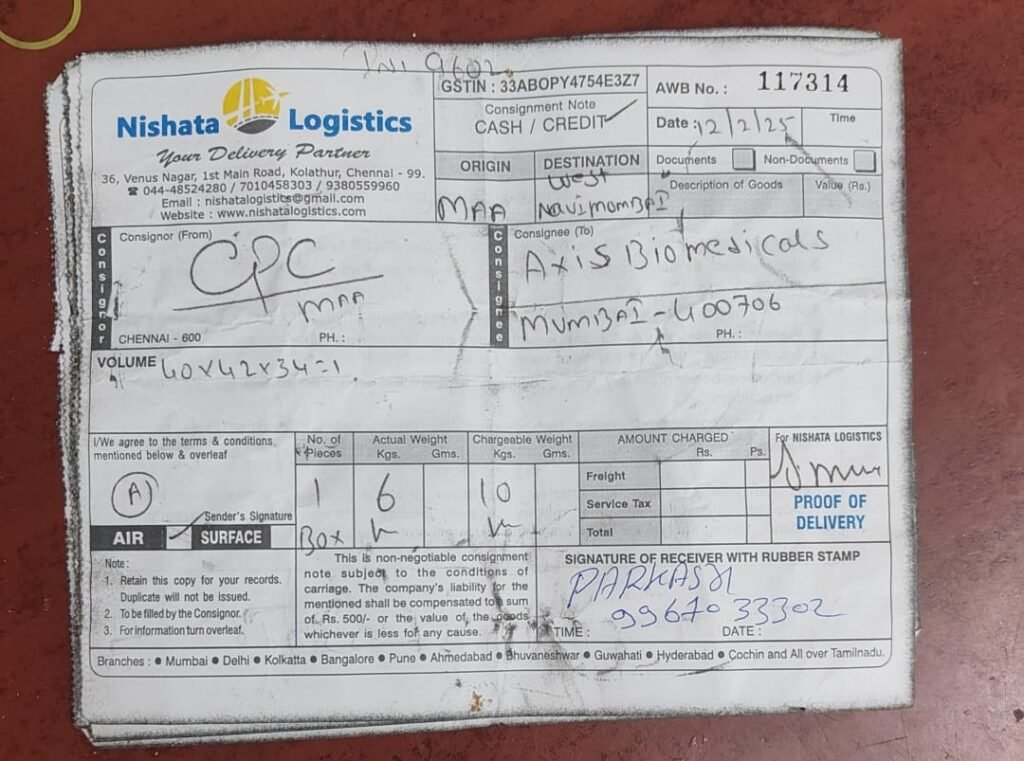 INI 9602
Nishata Logistics
Your Delivery Partner
36, Venus Nagar, 1st Main Road, Kolathur, Chennai - 99.
☎ 044-48524280 / 7010458303 / 9380559960
Email : nishatalogistics@gmail.com
Website : www.nishatalogistics.com
GSTIN : 33ABOPY4754E3Z7
Consignment Note
CASH / CREDIT ✓
AWB No. : 117314
Date : 12/2/25 Time
ORIGIN DESTINATION
MAA West
NAVIMOMBAI
Documents Non-Documents
Description of Goods Value (Rs.)
Consignor
Consignor (From)
CPC
MAA
CHENNAI - 600 PH. :
Consignee
Consignee (To)
Axis Biomedicals
MUMBAI - 400706
PH. :
VOLUME 40x42x34=1
I/We agree to the terms & conditions
mentioned below & overleaf
A
Sender's Signature
AIR ✓ SURFACE
No. of Pieces Actual Weight Kgs. Gms. Chargeable Weight Kgs. Gms.
1 6 10
Box
AMOUNT CHARGED
Rs. Ps.
Freight
Service Tax
Total
For NISHATA LOGISTICS
PROOF OF
DELIVERY
Note :
1. Retain this copy for your records.
Duplicate will not be issued.
2. To be filled by the Consignor.
3. For information turn overleaf.
This is non-negotiable consignment
note subject to the conditions of
carriage. The company's liability for the
mentioned shall be compensated to sum
of. Rs. 500/- or the value of the goods
whichever is less for any cause.
SIGNATURE OF RECEIVER WITH RUBBER STAMP
PARKASH
9967033302
TIME : DATE :
Branches : ● Mumbai ● Delhi ● Kolkatta ● Bangalore ● Pune ● Ahmedabad ● Bhuvaneshwar ● Guwahati ● Hyderabad ● Cochin and All over Tamilnadu.